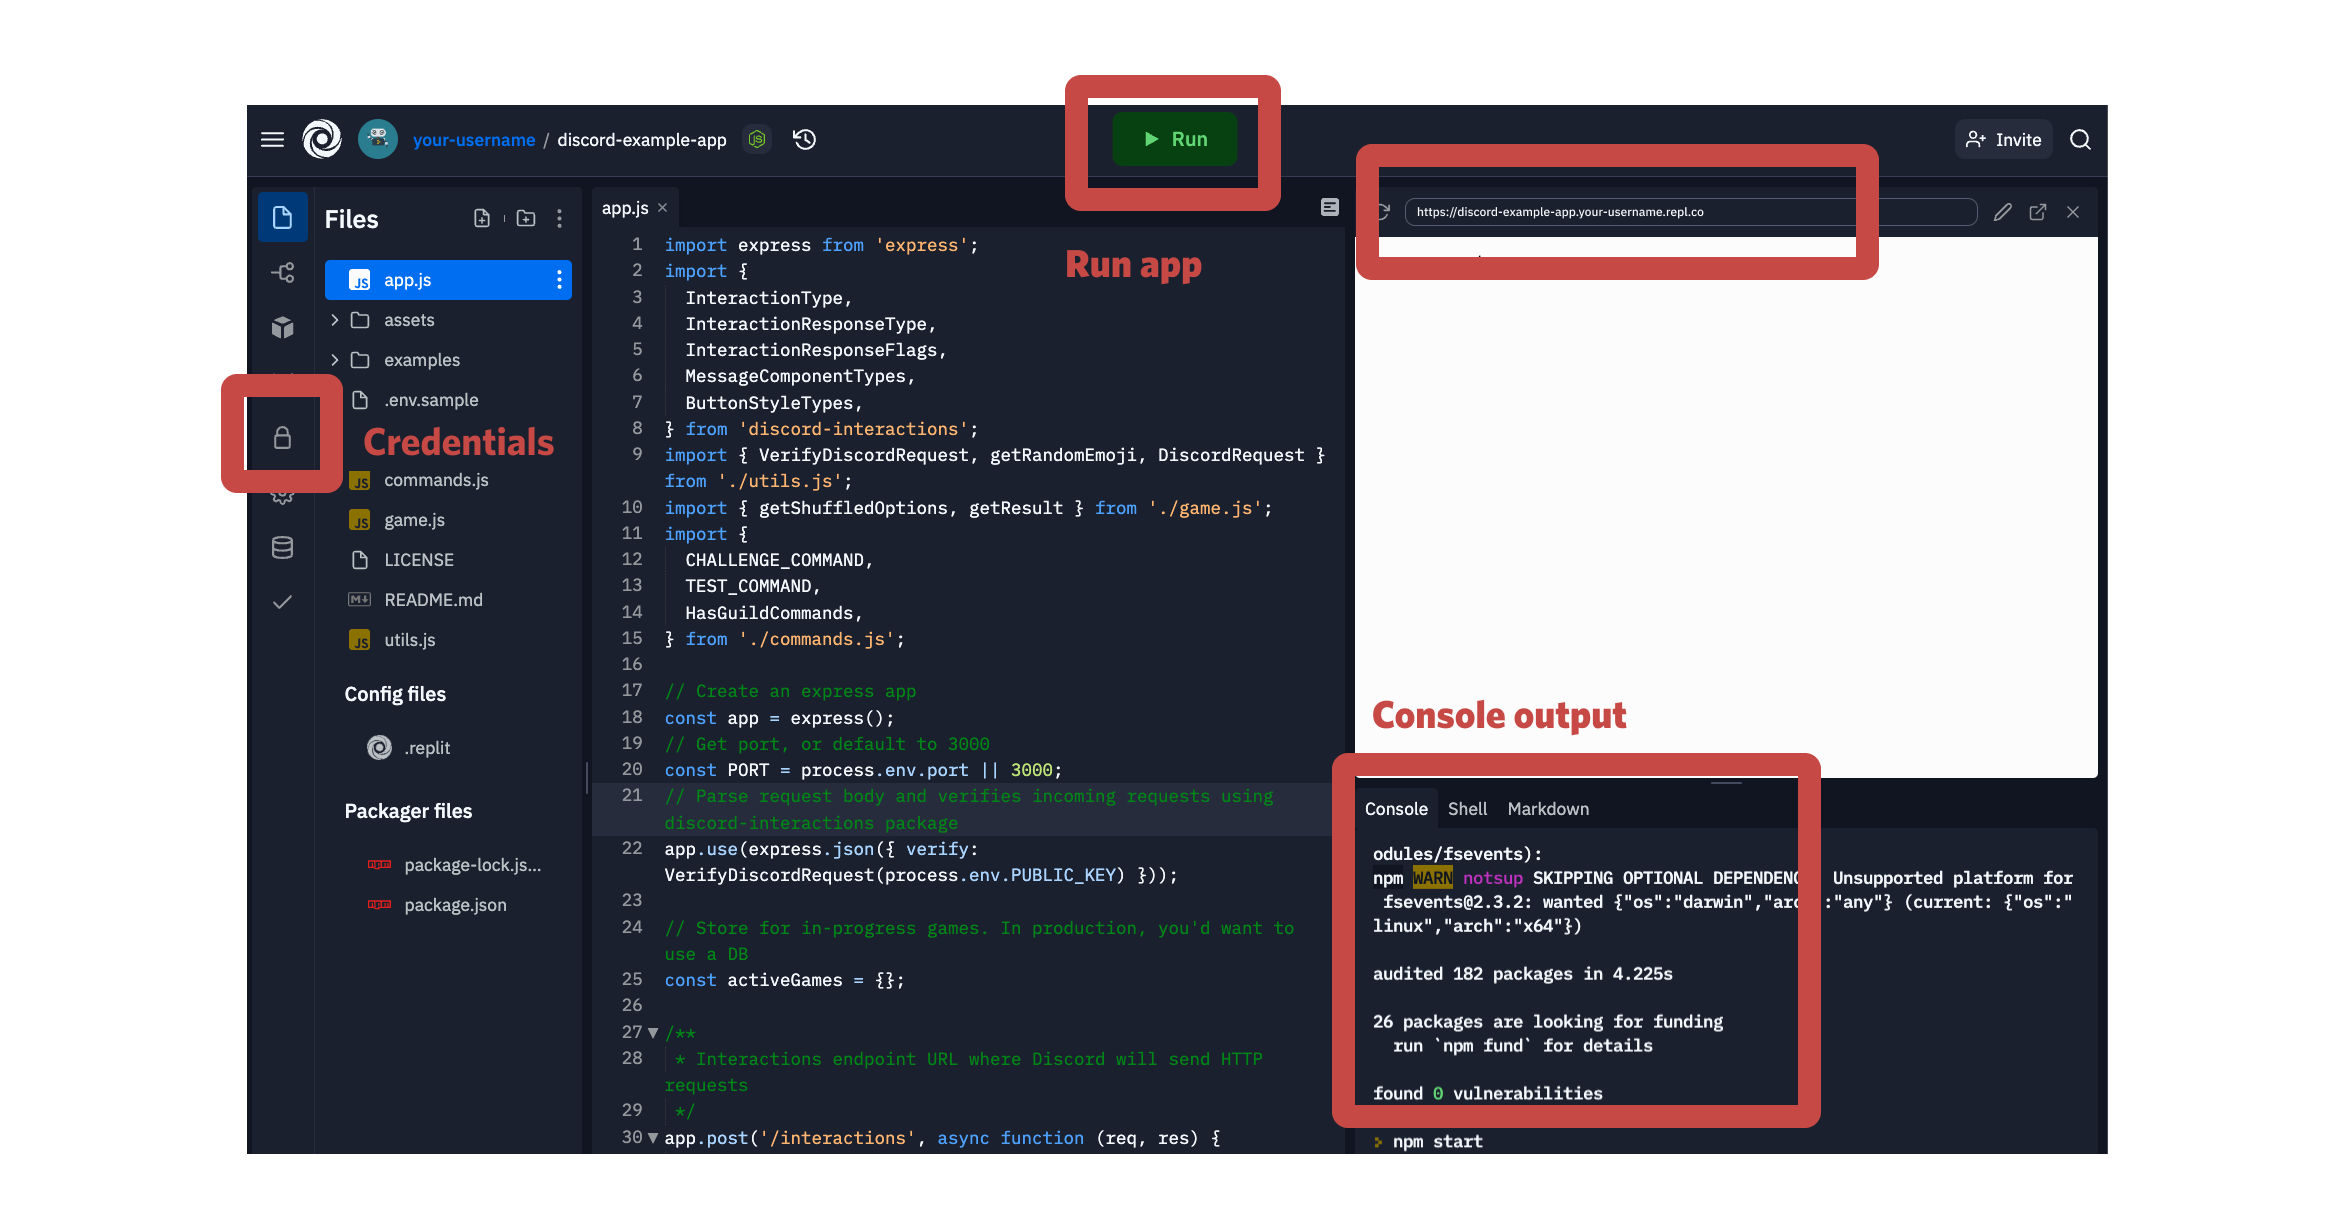 your-username / discord-example-app
Run
Invite
Files
app.js
assets
examples
.env.sample
Credentials
commands.js
game.js
LICENSE
README.md
utils.js
Config files
.replit
Packager files
package-lock.js...
package.json
app.js
Run app
1 import express from 'express';
2 import {
3 InteractionType,
4 InteractionResponseType,
5 InteractionResponseFlags,
6 MessageComponentTypes,
7 ButtonStyleTypes,
8 } from 'discord-interactions';
9 import { VerifyDiscordRequest, getRandomEmoji, DiscordRequest }
from './utils.js';
10 import { getShuffledOptions, getResult } from './game.js';
11 import {
12 CHALLENGE_COMMAND,
13 TEST_COMMAND,
14 HasGuildCommands,
15 } from './commands.js';
16
17 // Create an express app
18 const app = express();
19 // Get port, or default to 3000
20 const PORT = process.env.port || 3000;
21 // Parse request body and verifies incoming requests using
discord-interactions package
22 app.use(express.json({ verify:
VerifyDiscordRequest(process.env.PUBLIC_KEY) }));
23
24 // Store for in-progress games. In production, you'd want to
use a DB
25 const activeGames = {};
26
27 /**
28 * Interactions endpoint URL where Discord will send HTTP
requests
29 */
30 app.post('/interactions', async function (req, res) {
https://discord-example-app.your-username.repl.co
Console output
Console Shell Markdown
odules/fsevents):
npm WARN notsup SKIPPING OPTIONAL DEPENDENC Unsupported platform for
fsevents@2.3.2: wanted {"os":"darwin","arc :"any"} (current: {"os":"
linux","arch":"x64"})
audited 182 packages in 4.225s
26 packages are looking for funding
run `npm fund` for details
found 0 vulnerabilities
npm start